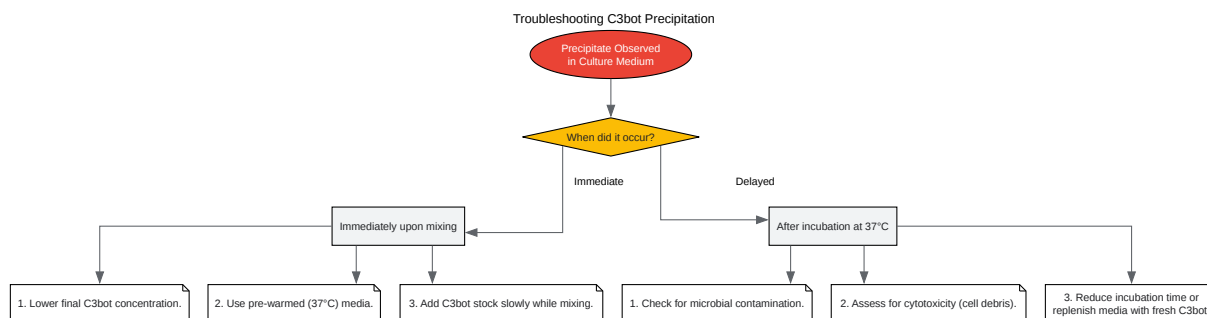 Troubleshooting C3bot Precipitation
Precipitate Observed
in Culture Medium
When did it occur?
Immediate
Delayed
Immediately upon mixing
After incubation at 37°C
1. Lower final C3bot concentration.
2. Use pre-warmed (37°C) media.
3. Add C3bot stock slowly while mixing.
1. Check for microbial contamination.
2. Assess for cytotoxicity (cell debris).
3. Reduce incubation time or
replenish media with fresh C3bot